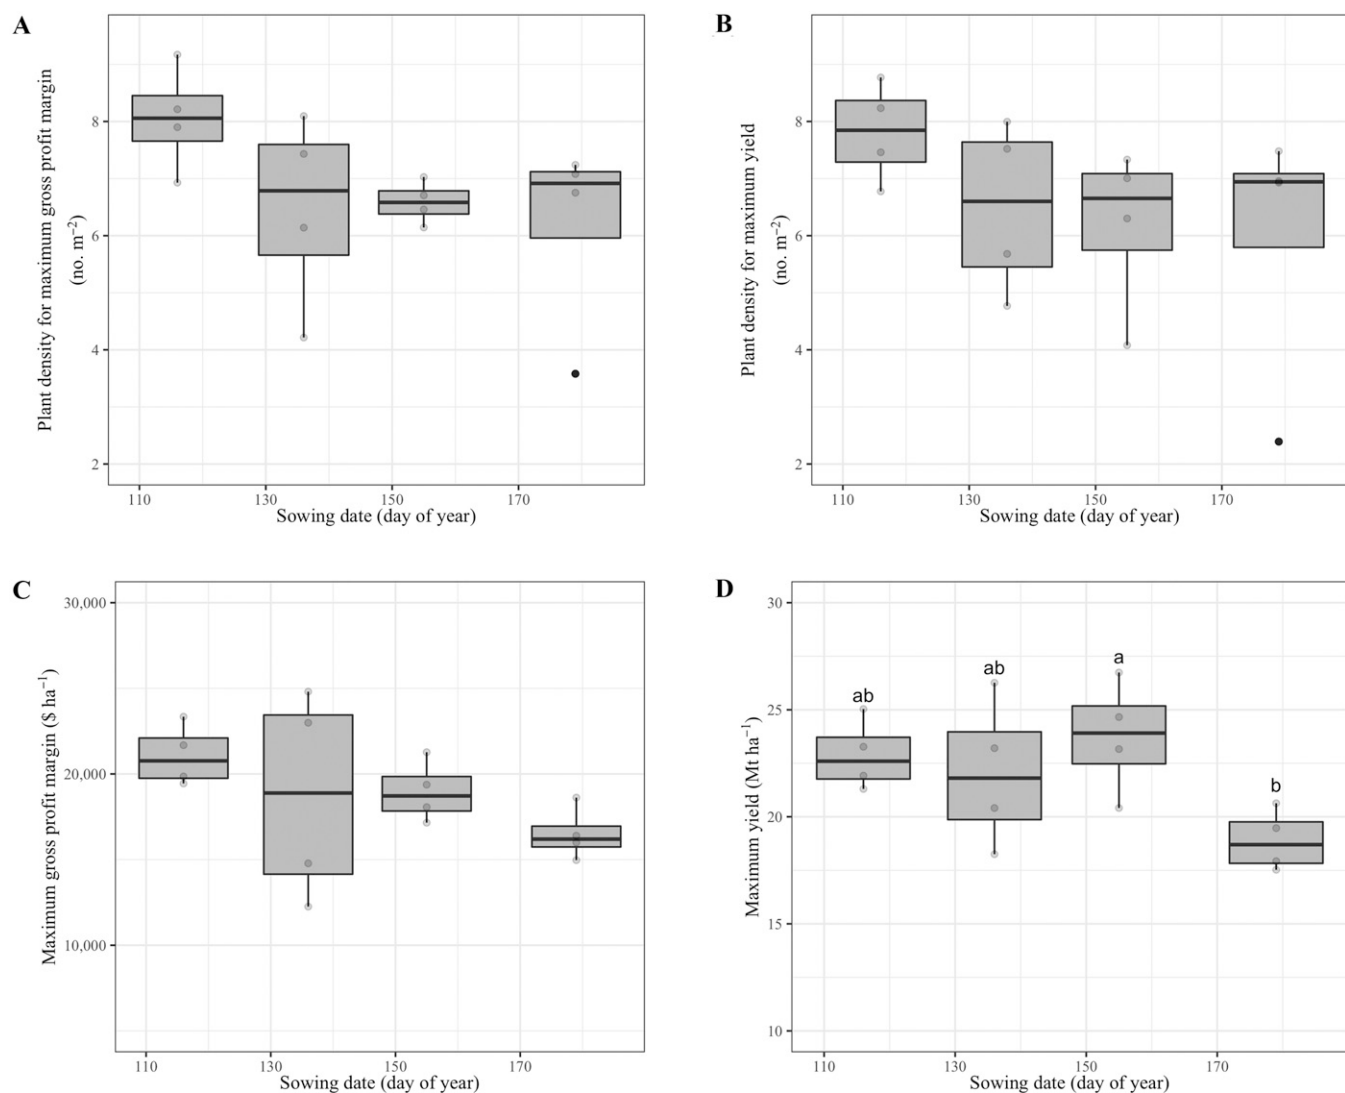 A
Plant density for maximum gross profit margin
(no. m⁻²)
8
6
4
2
110 130 150 170
Sowing date (day of year)
B
Plant density for maximum yield
(no. m⁻²)
8
6
4
2
110 130 150 170
Sowing date (day of year)
C
Maximum gross profit margin ($ ha⁻¹)
30,000
20,000
10,000
110 130 150 170
Sowing date (day of year)
D
Maximum yield (Mt ha⁻¹)
30
25
20
15
10
ab
ab
a
b
110 130 150 170
Sowing date (day of year)